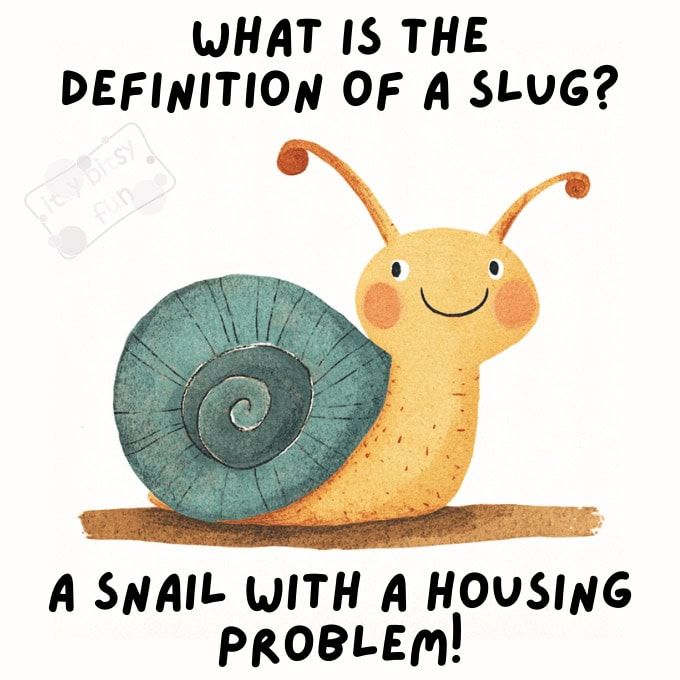 WHAT IS THE
DEFINITION OF A SLUG?
itsy bitsy
fun
A SNAIL WITH A HOUSING
PROBLEM!